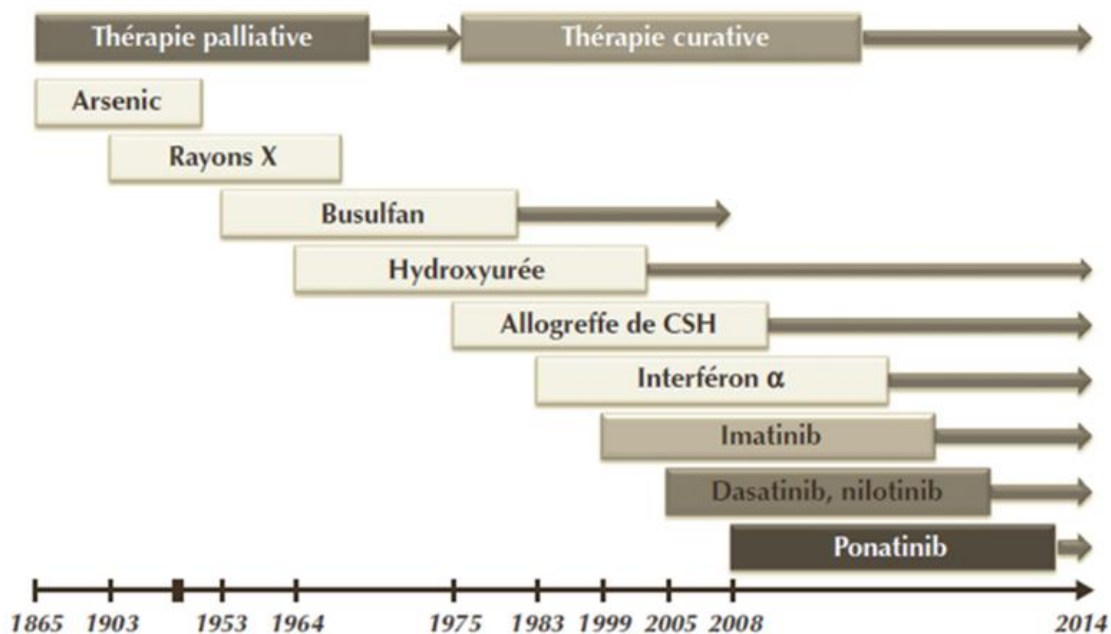 Thérapie palliative Thérapie curative
Arsenic
Rayons X
Busulfan
Hydroxyurée
Allogreffe de CSH
Interféron α
Imatinib
Dasatinib, nilotinib
Ponatinib
1865 1903 1953 1964 1975 1983 1999 2005 2008 2014